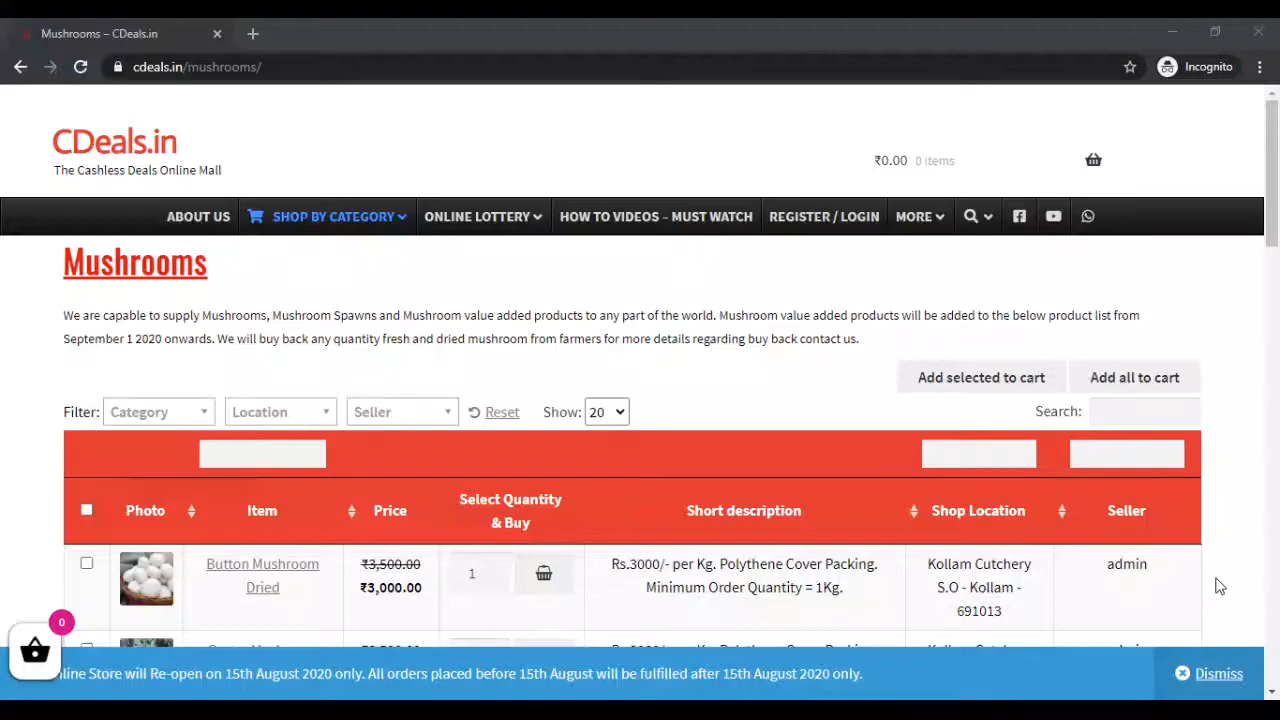 Mushrooms – CDeals.in
cdeals.in/mushrooms/
Incognito
CDeals.in
The Cashless Deals Online Mall
₹0.00 0 items
ABOUT US SHOP BY CATEGORY ONLINE LOTTERY HOW TO VIDEOS – MUST WATCH REGISTER / LOGIN MORE
Mushrooms
We are capable to supply Mushrooms, Mushroom Spawns and Mushroom value added products to any part of the world. Mushroom value added products will be added to the below product list from
September 1 2020 onwards. We will buy back any quantity fresh and dried mushroom from farmers for more details regarding buy back contact us.
Add selected to cart Add all to cart
Filter: Category Location Seller Reset Show: 20 Search:
Photo Item Price Select Quantity & Buy Short description Shop Location Seller
Button Mushroom Dried
₹3,500.00
₹3,000.00
1
Rs.3000/- per Kg. Polythene Cover Packing.
Minimum Order Quantity = 1Kg.
Kollam Cutchery
S.O - Kollam -
691013
admin
0
Store will Re-open on 15th August 2020 only. All orders placed before 15th August will be fulfilled after 15th August 2020 only.
Dismiss